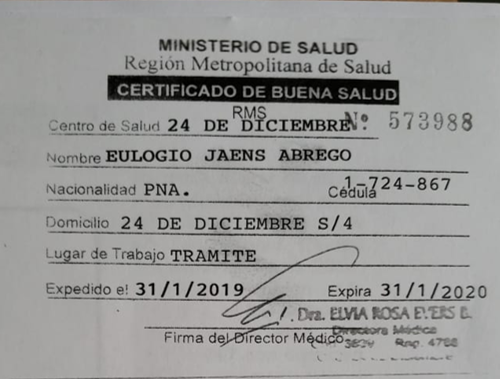 MINISTERIO DE SALUD
Región Metropolitana de Salud
CERTIFICADO DE BUENA SALUD
RMS
Centro de Salud 24 DE DICIEMBRE Nº: 573988
Nombre EULOGIO JAENS ABREGO
Nacionalidad PNA. Cédula 1-724-867
Domicilio 24 DE DICIEMBRE S/4
Lugar de Trabajo TRAMITE
Expedido el 31/1/2019 Expira 31/1/2020
Dra. ELVIA ROSA EYERS D.
Directora Médica
Firma del Director Médico 3834 Reg. 4788